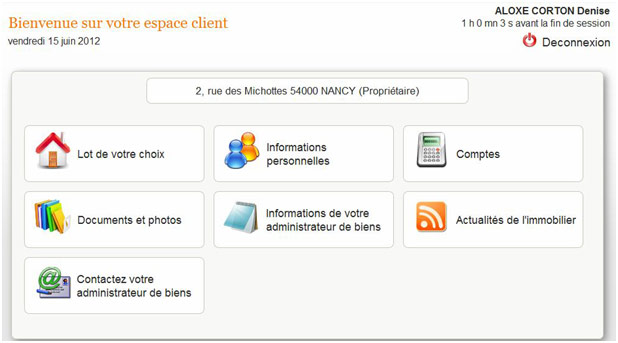 Bienvenue sur votre espace client
vendredi 15 juin 2012
ALOXE CORTON Denise
1 h 0 mn 3 s avant la fin de session
Deconnexion
2, rue des Michottes 54000 NANCY (Propriétaire)
Lot de votre choix
Informations
personnelles
Comptes
Documents et photos
Informations de votre
administrateur de biens
Actualités de l'immobilier
Contactez votre
administrateur de biens